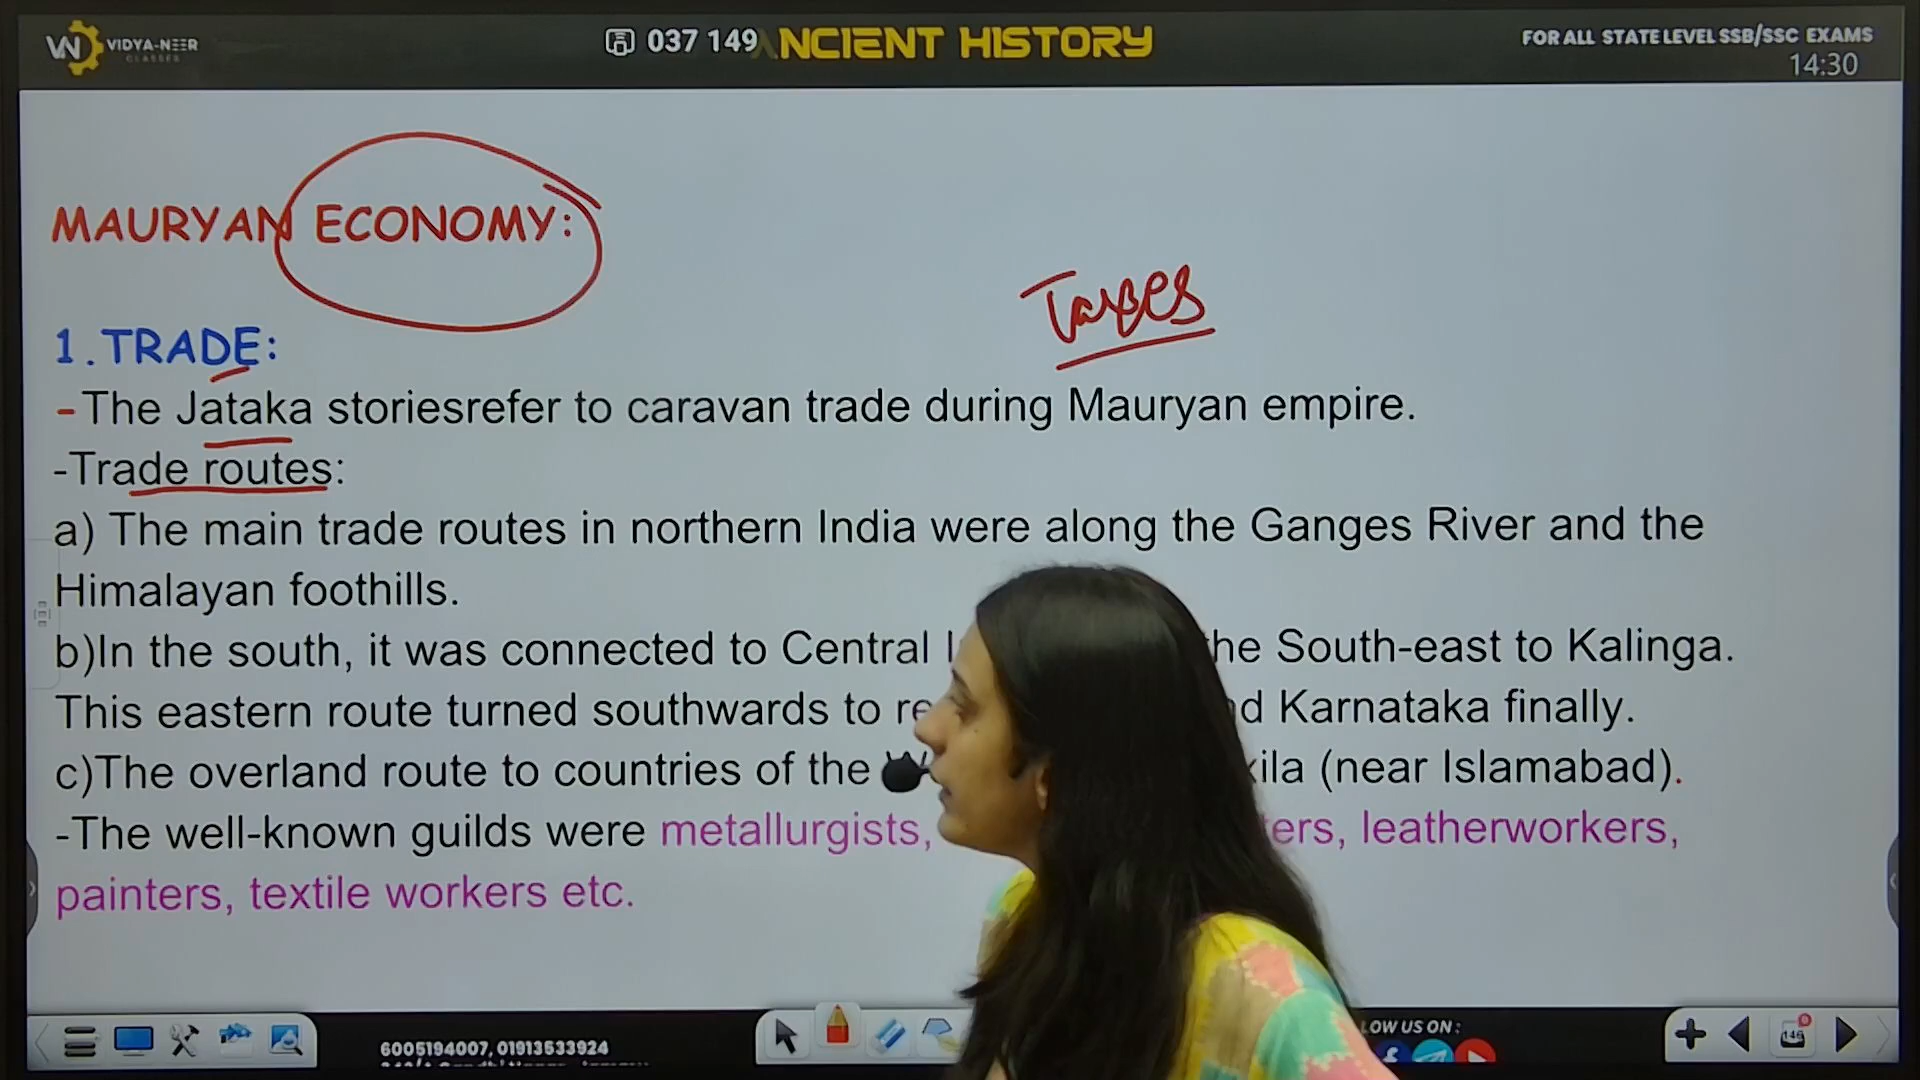 VN VIDYA-NEER CLASSES
037 149
ANCIENT HISTORY
FOR ALL STATE LEVEL SSB/SSC EXAMS
14:30
MAURYAN ECONOMY:
Taxes
1. TRADE:
-The Jataka storiesrefer to caravan trade during Mauryan empire.
-Trade routes:
a) The main trade routes in northern India were along the Ganges River and the
Himalayan foothills.
b)In the south, it was connected to Central he South-east to Kalinga.
This eastern route turned southwards to Karnataka finally.
c)The overland route to countries of the (near Islamabad).
-The well-known guilds were metallurgists, leatherworkers,
painters, textile workers etc.
6005194007, 01913533924
LOW US ON :
146